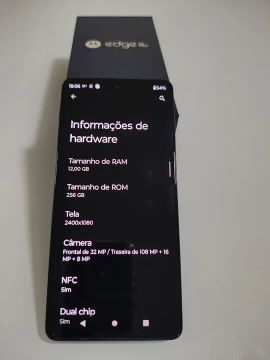 edge
19:06
54%
Informações de
hardware
Tamanho de RAM
12,00 GB
Tamanho de ROM
256 GB
Tela
2400x1080
Câmera
Frontal de 32 MP / Traseira de 108 MP + 16
MP + 8 MP
NFC
Sim
Dual chip
Sim